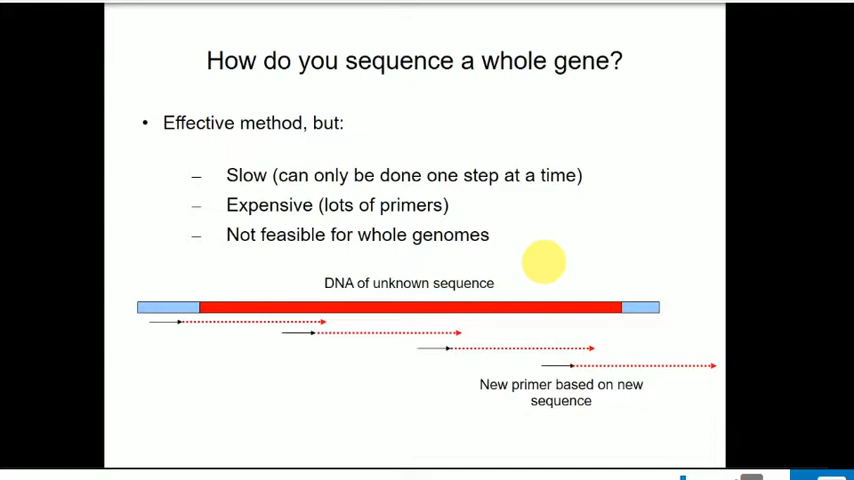 How do you sequence a whole gene?
• Effective method, but:
– Slow (can only be done one step at a time)
– Expensive (lots of primers)
– Not feasible for whole genomes
DNA of unknown sequence
New primer based on new
sequence